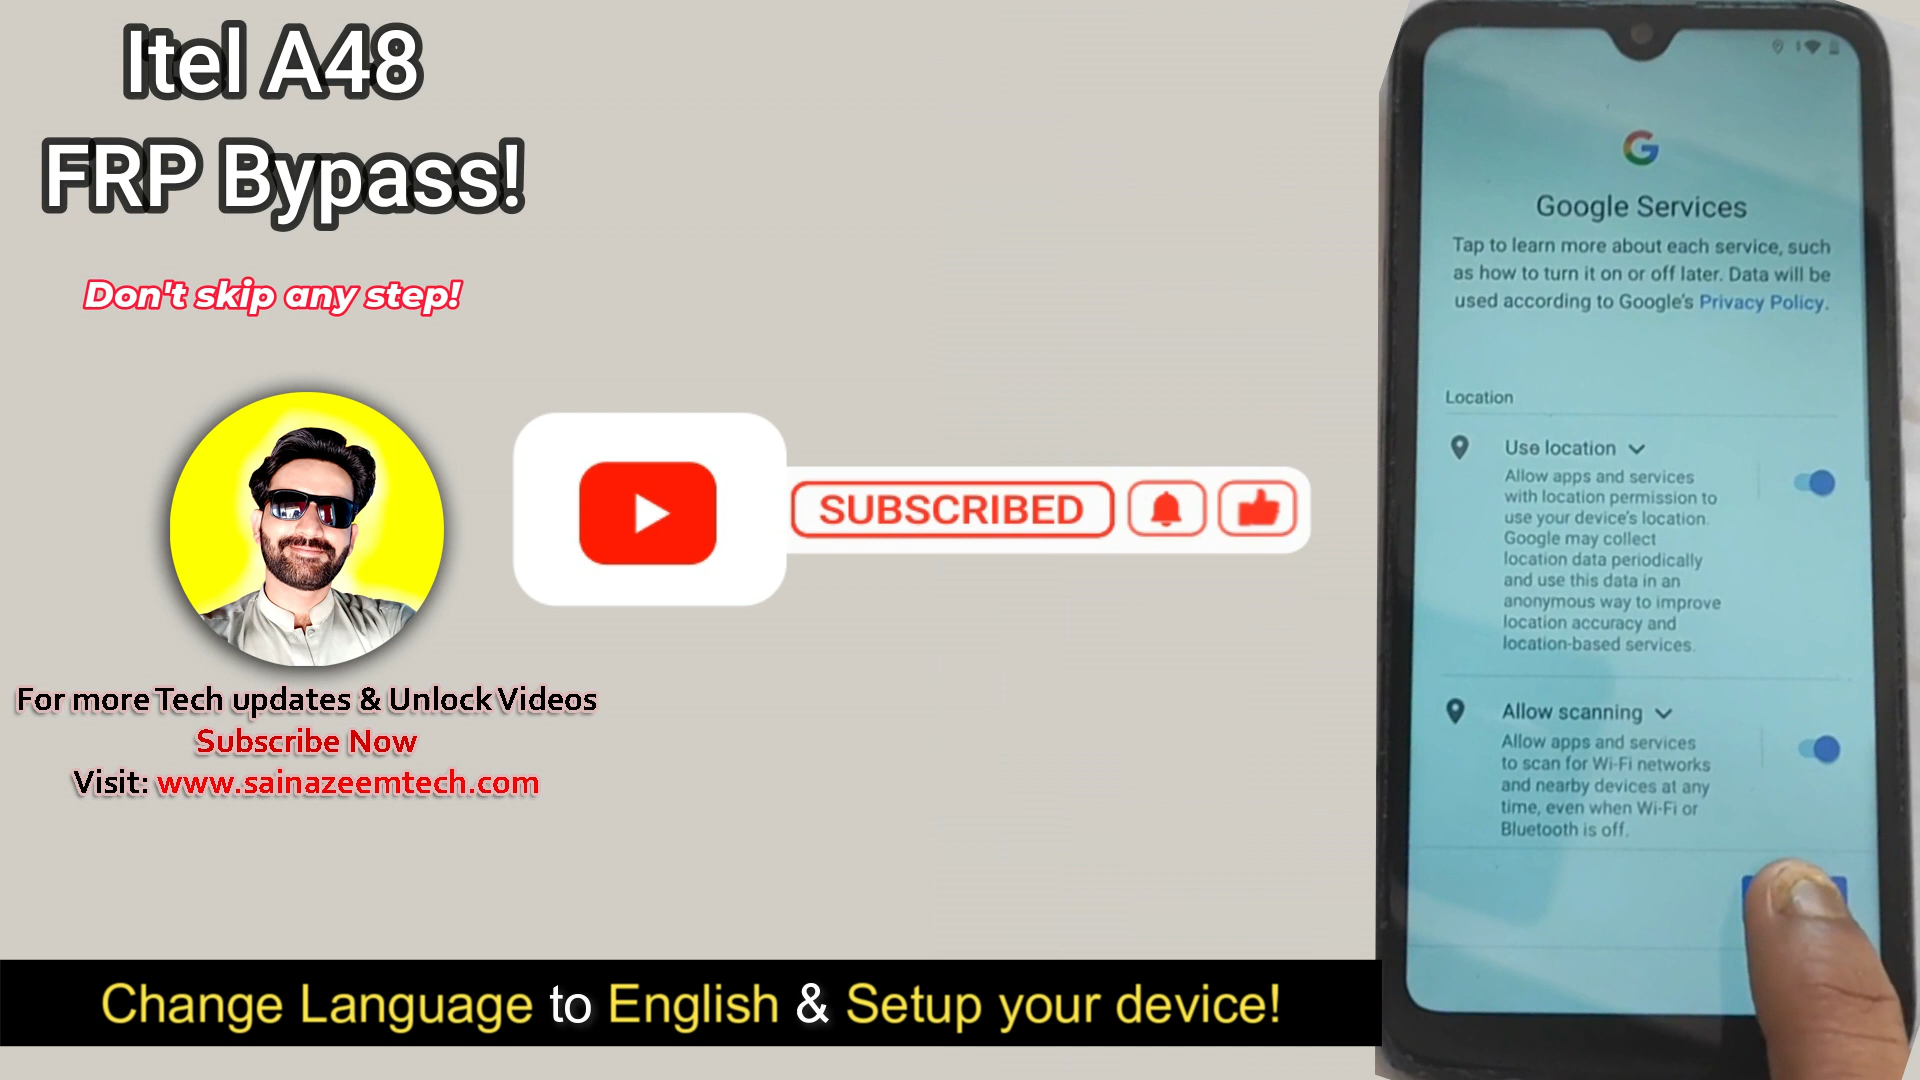 Itel A48
FRP Bypass!
Don't skip any step!
For more Tech updates & Unlock Videos
Subscribe Now
Visit: www.sainazeemtech.com
SUBSCRIBED
Change Language to English & Setup your device!
G
Google Services
Tap to learn more about each service, such
as how to turn it on or off later. Data will be
used according to Google's Privacy Policy.
Location
Use location
Allow apps and services
with location permission to
use your device's location.
Google may collect
location data periodically
and use this data in an
anonymous way to improve
location accuracy and
location-based services.
Allow scanning
Allow apps and services
to scan for Wi-Fi networks
and nearby devices at any
time, even when Wi-Fi or
Bluetooth is off.